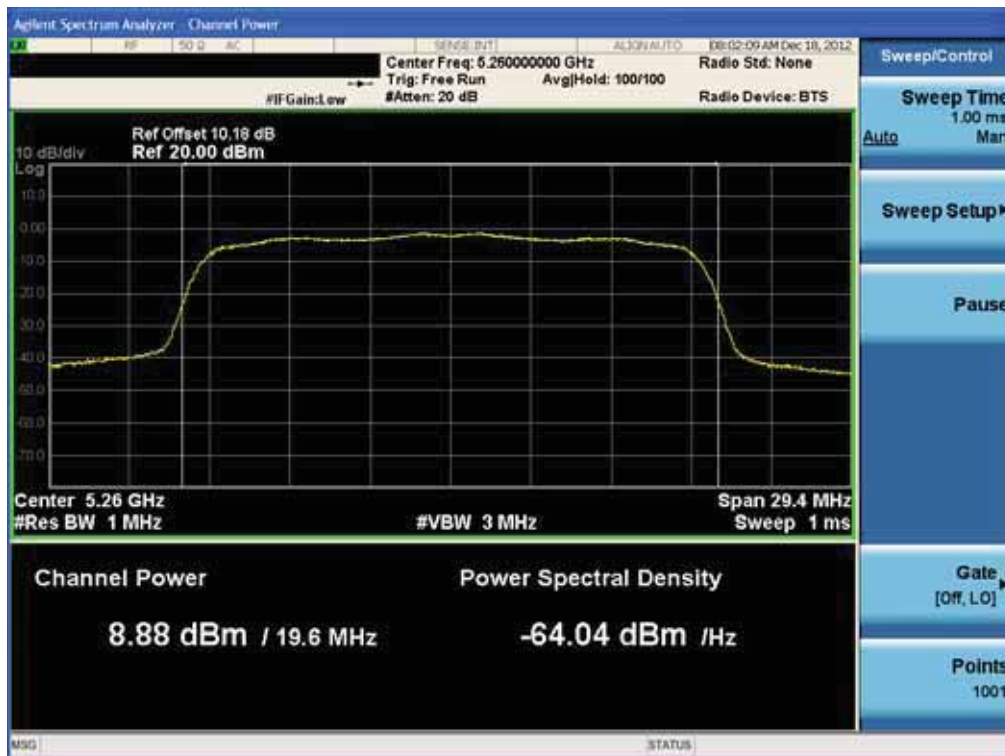 Agilent Spectrum Analyzer - Channel Power
RF 50 Ω AC SENSE:INT ALIGN AUTO 08:02:09 AM Dec 18, 2012
Center Freq: 5.260000000 GHz Radio Std: None
Trig: Free Run Avg|Hold: 100/100
#IFGain:Low #Atten: 20 dB Radio Device: BTS
Ref Offset 10.18 dB
10 dB/div Ref 20.00 dBm
Log
10.0
0.00
-10.0
-20.0
-30.0
-40.0
-50.0
-60.0
-70.0
Center 5.26 GHz Span 29.4 MHz
#Res BW 1 MHz #VBW 3 MHz Sweep 1 ms
Channel Power Power Spectral Density
8.88 dBm / 19.6 MHz -64.04 dBm /Hz
MSG STATUS
Sweep/Control
Sweep Time
1.00 ms
Auto Man
Sweep Setup
Pause
Gate
[Off, LO]
Points
1001